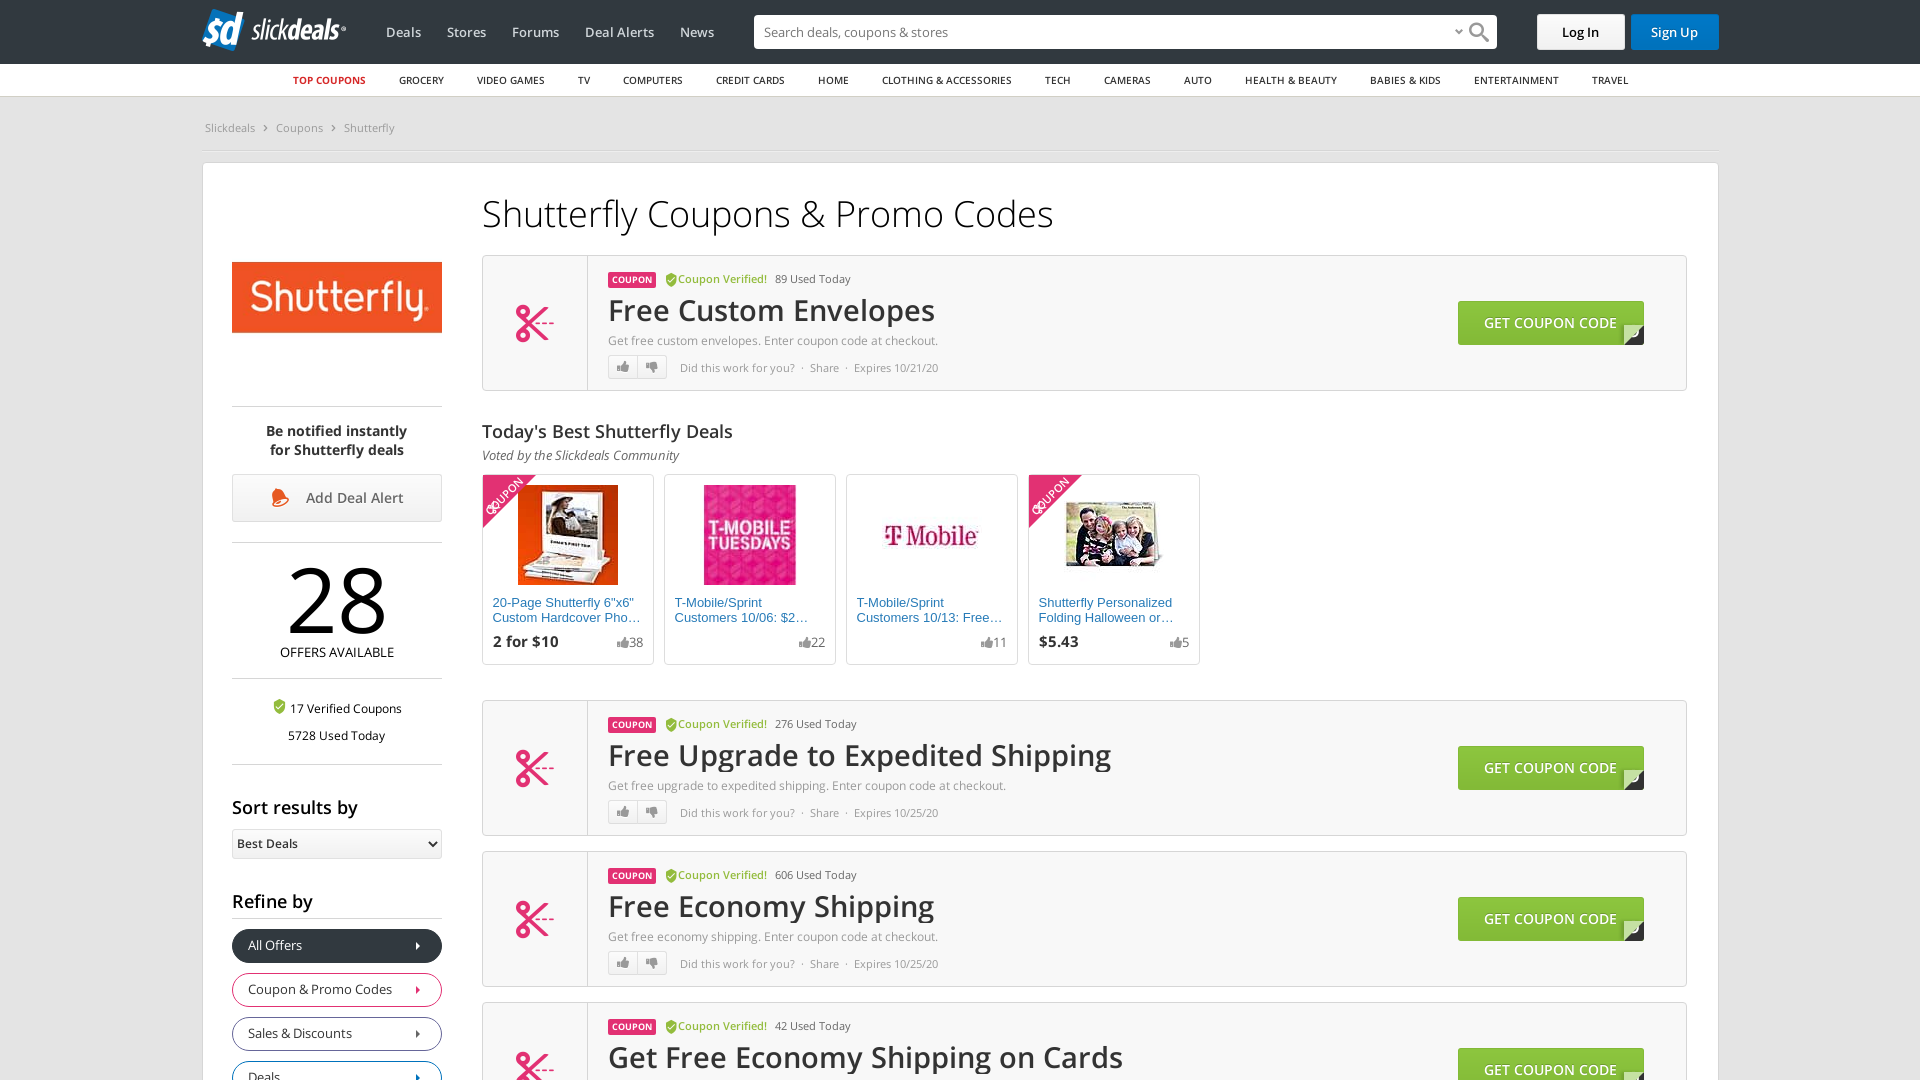 slickdeals
Deals
Stores
Forums
Deal Alerts
News
Search deals, coupons & stores
Log In
Sign Up
TOP COUPONS
GROCERY
VIDEO GAMES
TV
COMPUTERS
CREDIT CARDS
HOME
CLOTHING & ACCESSORIES
TECH
CAMERAS
AUTO
HEALTH & BEAUTY
BABIES & KIDS
ENTERTAINMENT
TRAVEL
Slickdeals > Coupons > Shutterfly
Shutterfly
Be notified instantly
for Shutterfly deals
Add Deal Alert
28
OFFERS AVAILABLE
17 Verified Coupons
5728 Used Today
Sort results by
Best Deals
Refine by
All Offers
Coupon & Promo Codes
Sales & Discounts
Deals
Shutterfly Coupons & Promo Codes
COUPON Coupon Verified! 89 Used Today
Free Custom Envelopes
Get free custom envelopes. Enter coupon code at checkout.
Did this work for you? · Share · Expires 10/21/20
GET COUPON CODE
Today's Best Shutterfly Deals
Voted by the Slickdeals Community
COUPON
20-Page Shutterfly 6"x6"
Custom Hardcover Pho…
2 for $10
38
T-MOBILE
TUESDAYS
T-Mobile/Sprint
Customers 10/06: $2…
22
T Mobile
T-Mobile/Sprint
Customers 10/13: Free…
11
COUPON
Shutterfly Personalized
Folding Halloween or…
$5.43
5
COUPON Coupon Verified! 276 Used Today
Free Upgrade to Expedited Shipping
Get free upgrade to expedited shipping. Enter coupon code at checkout.
Did this work for you? · Share · Expires 10/25/20
GET COUPON CODE
COUPON Coupon Verified! 606 Used Today
Free Economy Shipping
Get free economy shipping. Enter coupon code at checkout.
Did this work for you? · Share · Expires 10/25/20
GET COUPON CODE
COUPON Coupon Verified! 42 Used Today
Get Free Economy Shipping on Cards
GET COUPON CODE